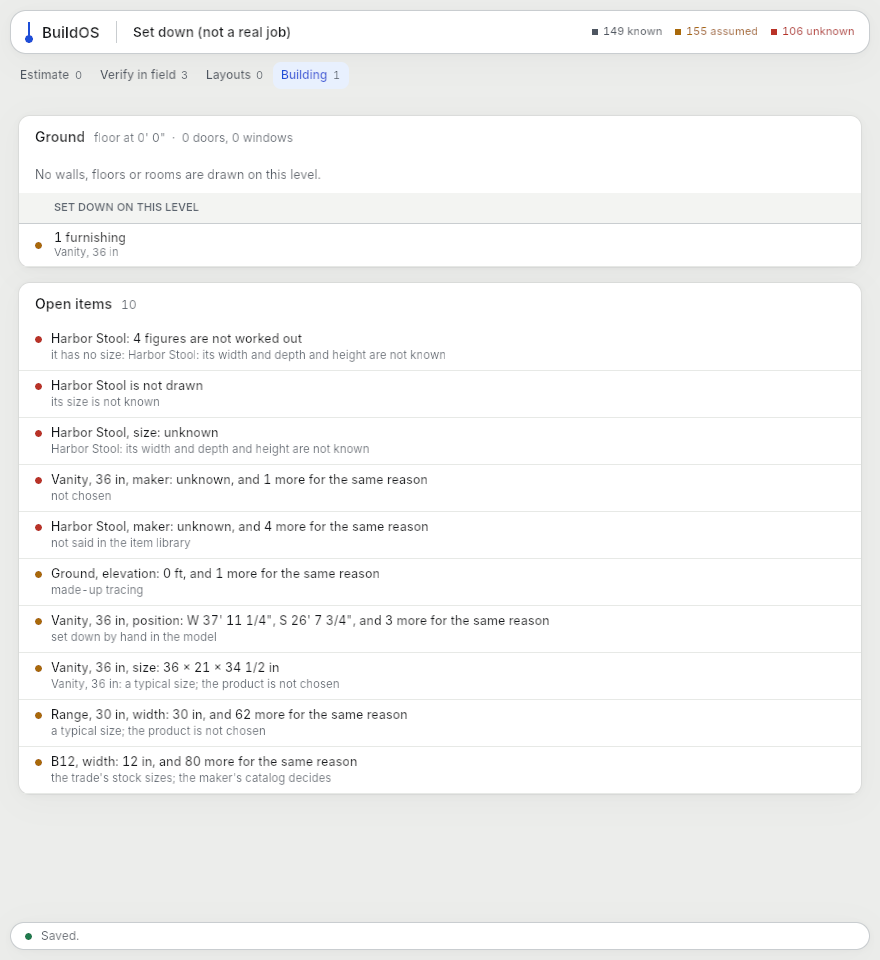 BuildOS
Set down (not a real job)
149 known
155 assumed
106 unknown
Estimate 0
Verify in field 3
Layouts 0
Building 1
Ground floor at 0' 0" · 0 doors, 0 windows
No walls, floors or rooms are drawn on this level.
SET DOWN ON THIS LEVEL
1 furnishing
Vanity, 36 in
Open items 10
Harbor Stool: 4 figures are not worked out
it has no size: Harbor Stool: its width and depth and height are not known
Harbor Stool is not drawn
its size is not known
Harbor Stool, size: unknown
Harbor Stool: its width and depth and height are not known
Vanity, 36 in, maker: unknown, and 1 more for the same reason
not chosen
Harbor Stool, maker: unknown, and 4 more for the same reason
not said in the item library
Ground, elevation: 0 ft, and 1 more for the same reason
made-up tracing
Vanity, 36 in, position: W 37' 11 1/4", S 26' 7 3/4", and 3 more for the same reason
set down by hand in the model
Vanity, 36 in, size: 36 × 21 × 34 1/2 in
Vanity, 36 in: a typical size; the product is not chosen
Range, 30 in, width: 30 in, and 62 more for the same reason
a typical size; the product is not chosen
B12, width: 12 in, and 80 more for the same reason
the trade's stock sizes; the maker's catalog decides
Saved.